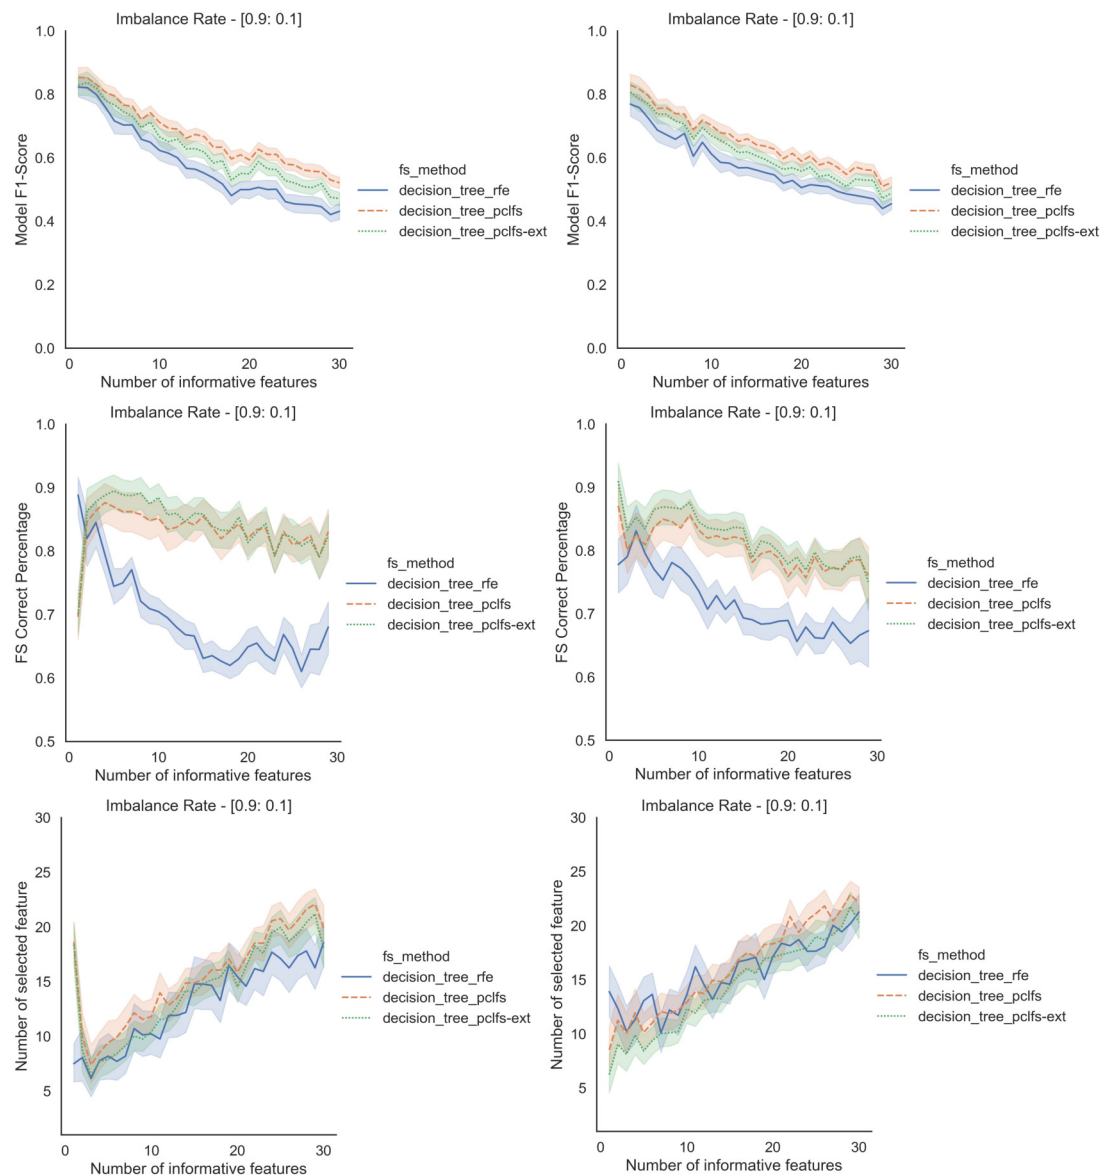 Imbalance Rate - [0.9: 0.1]
1.0
0.8
0.6
0.4
0.2
0.0
Model F1-Score
0 10 20 30
Number of informative features
fs_method
decision_tree_rfe
decision_tree_pclfs
decision_tree_pclfs-ext
Imbalance Rate - [0.9: 0.1]
1.0
0.8
0.6
0.4
0.2
0.0
Model F1-Score
0 10 20 30
Number of informative features
fs_method
decision_tree_rfe
decision_tree_pclfs
decision_tree_pclfs-ext
Imbalance Rate - [0.9: 0.1]
1.0
0.9
0.8
0.7
0.6
0.5
FS Correct Percentage
0 10 20 30
Number of informative features
fs_method
decision_tree_rfe
decision_tree_pclfs
decision_tree_pclfs-ext
Imbalance Rate - [0.9: 0.1]
1.0
0.9
0.8
0.7
0.6
0.5
FS Correct Percentage
0 10 20 30
Number of informative features
fs_method
decision_tree_rfe
decision_tree_pclfs
decision_tree_pclfs-ext
Imbalance Rate - [0.9: 0.1]
30
25
20
15
10
5
Number of selected feature
0 10 20 30
Number of informative features
fs_method
decision_tree_rfe
decision_tree_pclfs
decision_tree_pclfs-ext
Imbalance Rate - [0.9: 0.1]
30
25
20
15
10
5
Number of selected feature
0 10 20 30
Number of informative features
fs_method
decision_tree_rfe
decision_tree_pclfs
decision_tree_pclfs-ext